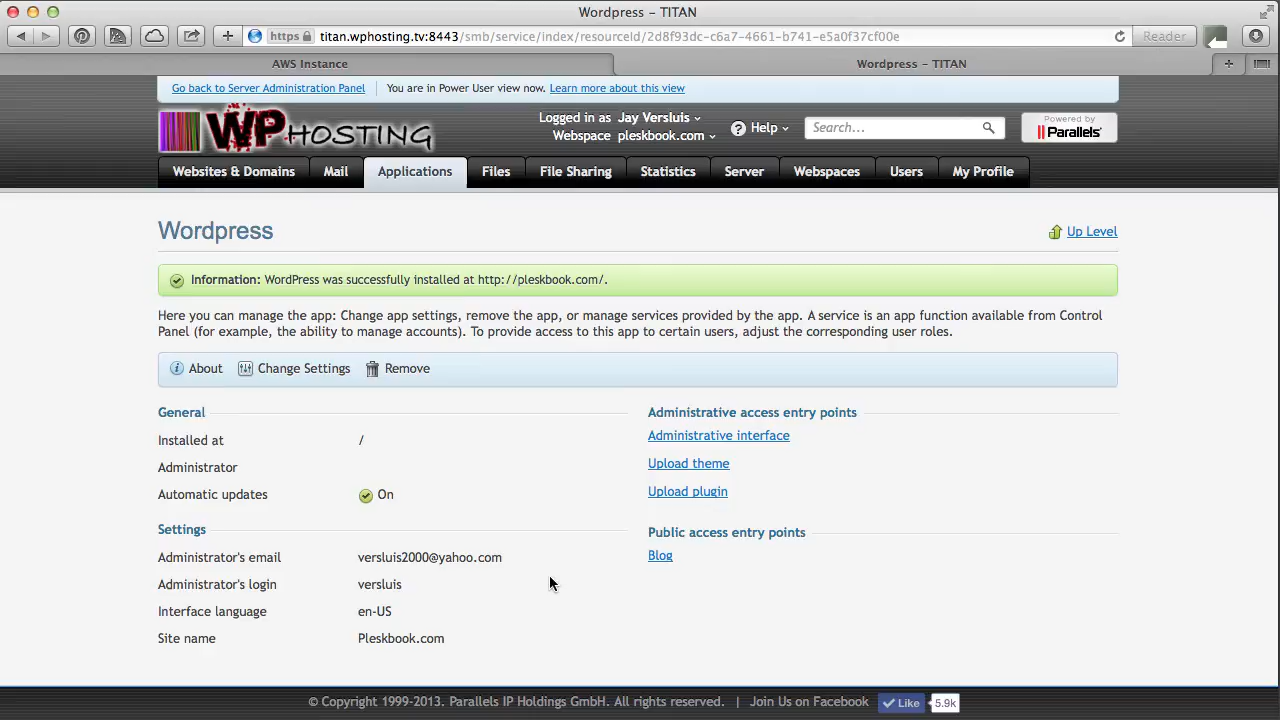 Wordpress – TITAN
https titan.wphosting.tv:8443/smb/service/index/resourceId/2d8f93dc-c6a7-4661-b741-e5a0f37cf00e Reader
AWS Instance Wordpress – TITAN
Go back to Server Administration Panel You are in Power User view now. Learn more about this view
WPHOSTING
Logged in as Jay Versluis
Webspace pleskbook.com
Help
Search...
Powered by
Parallels
Websites & Domains Mail Applications Files File Sharing Statistics Server Webspaces Users My Profile
Wordpress
Up Level
Information: WordPress was successfully installed at http://pleskbook.com/.
Here you can manage the app: Change app settings, remove the app, or manage services provided by the app. A service is an app function available from Control
Panel (for example, the ability to manage accounts). To provide access to this app to certain users, adjust the corresponding user roles.
About Change Settings Remove
General
Installed at /
Administrator
Automatic updates On
Settings
Administrator's email versluis2000@yahoo.com
Administrator's login versluis
Interface language en-US
Site name Pleskbook.com
Administrative access entry points
Administrative interface
Upload theme
Upload plugin
Public access entry points
Blog
© Copyright 1999-2013. Parallels IP Holdings GmbH. All rights reserved. | Join Us on Facebook Like 5.9k